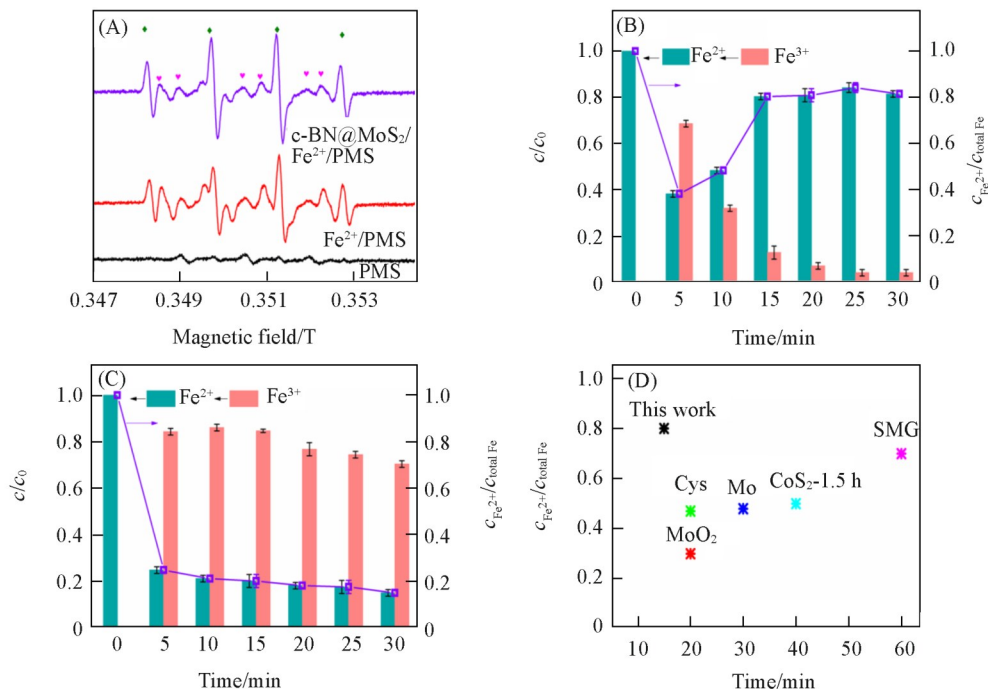 (A)
c-BN@MoS₂/
Fe²⁺/PMS
Fe²⁺/PMS
PMS
0.347 0.349 0.351 0.353
Magnetic field/T
(B)
Fe²⁺ Fe³⁺
1.0
0.8
0.6
0.4
0.2
0
c/c₀
1.0
0.8
0.6
0.4
0.2
0
c_Fe²⁺/c_total Fe
0 5 10 15 20 25 30
Time/min
(C)
Fe²⁺ Fe³⁺
1.0
0.8
0.6
0.4
0.2
0
c/c₀
1.0
0.8
0.6
0.4
0.2
0
c_Fe²⁺/c_total Fe
0 5 10 15 20 25 30
Time/min
(D)
1.0
0.8
0.6
0.4
0.2
0
c_Fe²⁺/c_total Fe
This work
SMG
Cys
Mo
CoS₂-1.5 h
MoO₂
10 20 30 40 50 60
Time/min